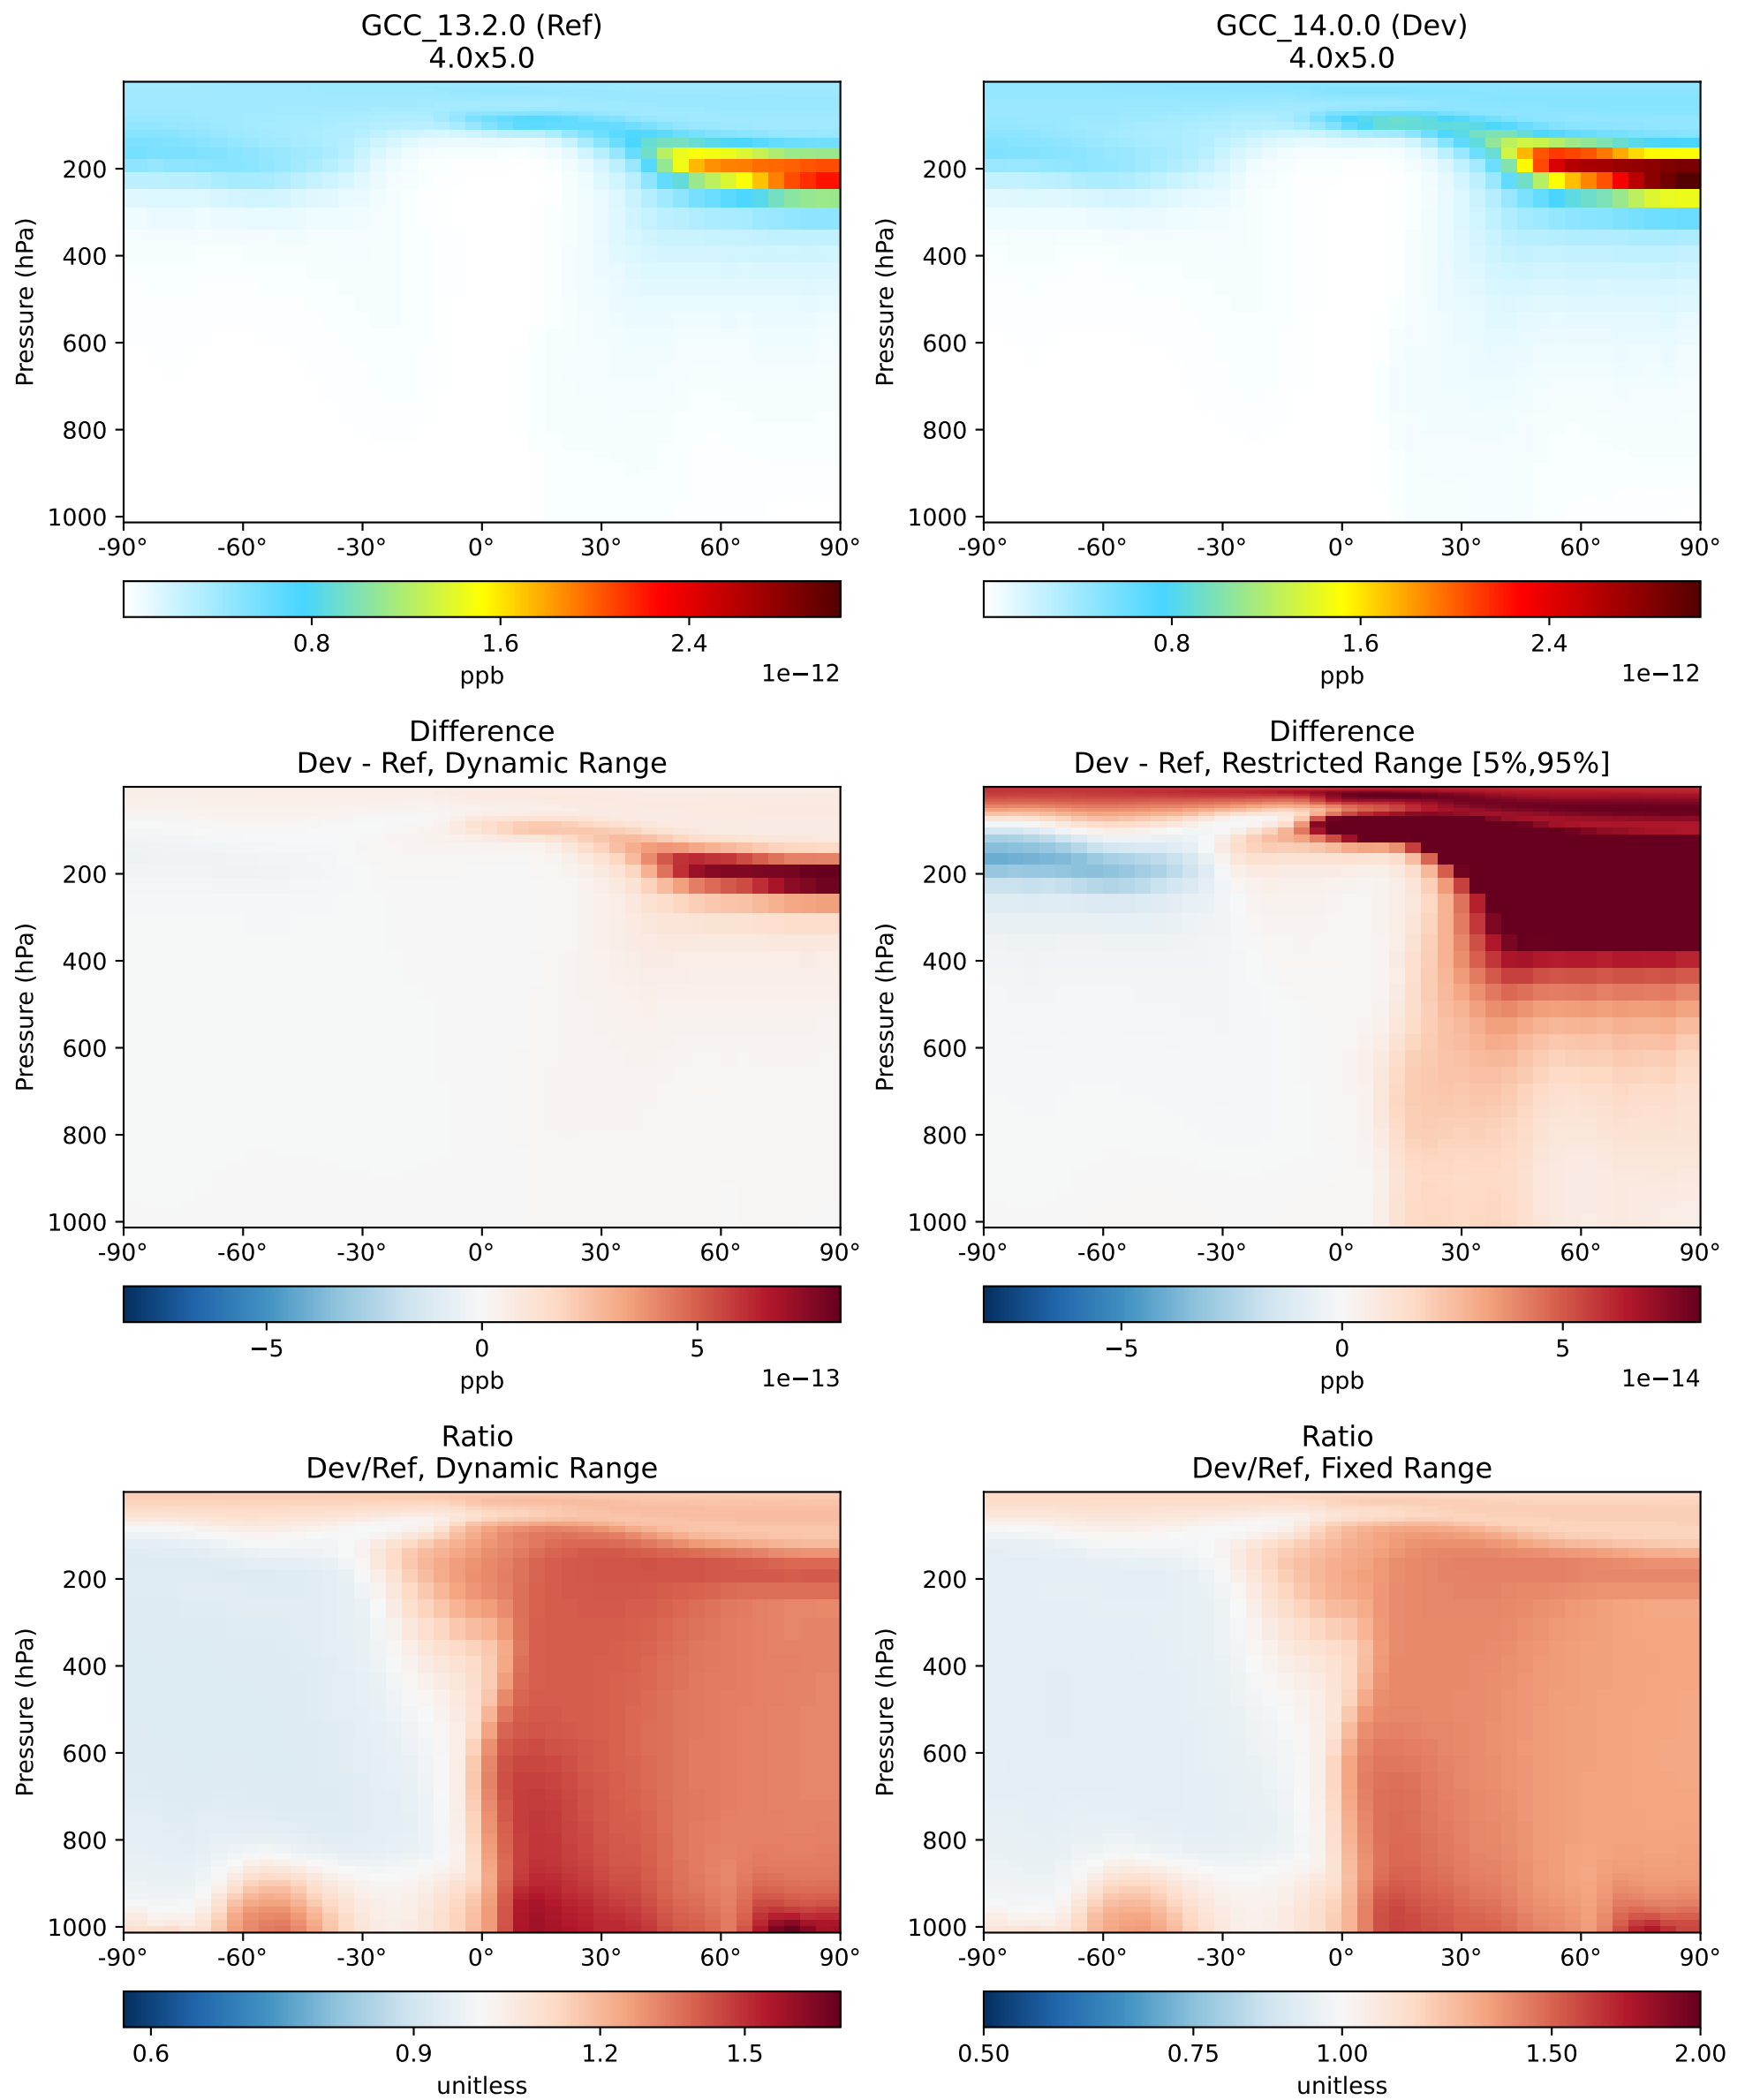 GCC_13.2.0 (Ref)
4.0x5.0
Pressure (hPa)
200
400
600
800
1000
-90° -60° -30° 0° 30° 60° 90°
0.8 1.6 2.4
ppb
1e−12
GCC_14.0.0 (Dev)
4.0x5.0
Pressure (hPa)
200
400
600
800
1000
-90° -60° -30° 0° 30° 60° 90°
0.8 1.6 2.4
ppb
1e−12
Difference
Dev - Ref, Dynamic Range
Pressure (hPa)
200
400
600
800
1000
-90° -60° -30° 0° 30° 60° 90°
−5 0 5
ppb
1e−13
Difference
Dev - Ref, Restricted Range [5%,95%]
Pressure (hPa)
200
400
600
800
1000
-90° -60° -30° 0° 30° 60° 90°
−5 0 5
ppb
1e−14
Ratio
Dev/Ref, Dynamic Range
Pressure (hPa)
200
400
600
800
1000
-90° -60° -30° 0° 30° 60° 90°
0.6 0.9 1.2 1.5
unitless
Ratio
Dev/Ref, Fixed Range
Pressure (hPa)
200
400
600
800
1000
-90° -60° -30° 0° 30° 60° 90°
0.50 0.75 1.00 1.50 2.00
unitless